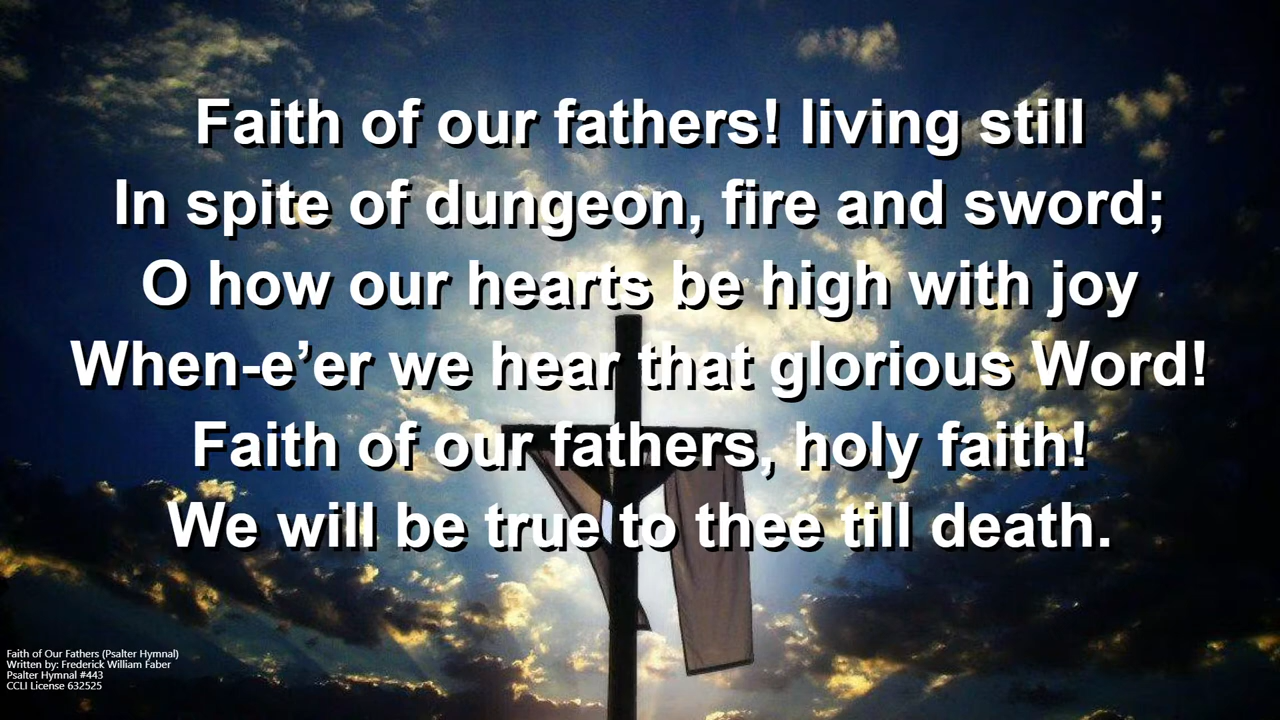 Faith of our fathers! living still
In spite of dungeon, fire and sword;
O how our hearts be high with joy
When-e’er we hear that glorious Word!
Faith of our fathers, holy faith!
We will be true to thee till death.
Faith of Our Fathers (Psalter Hymnal)
Written by: Frederick William Faber
Psalter Hymnal #443
CCLI License 632525